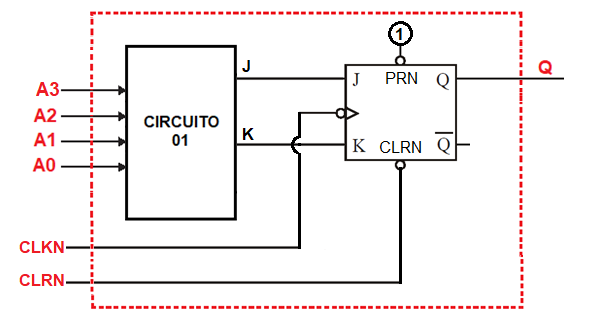 1
J
PRN
Q
Q
A3
A2
A1
A0
J
CIRCUITO
01
K
K
CLRN
Q
CLKN
CLRN